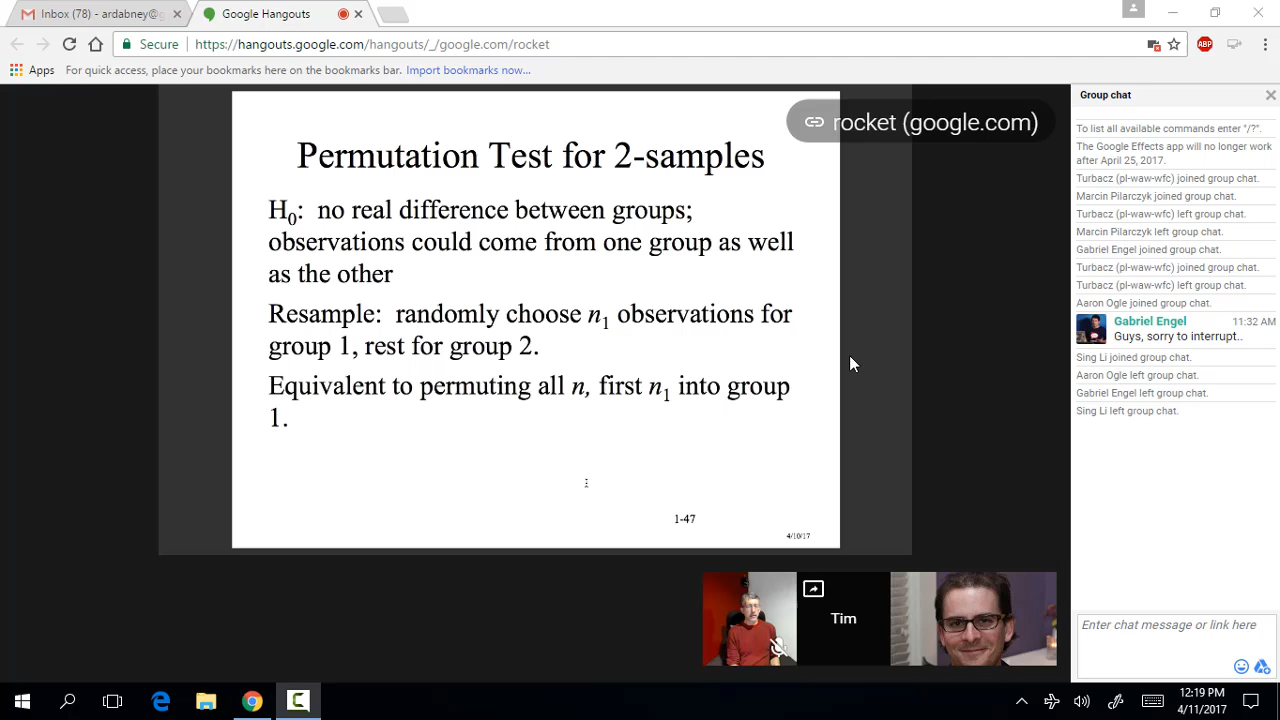 Inbox (78) - ardabney@g
Google Hangouts
Secure
https://hangouts.google.com/hangouts/_/google.com/rocket
ABP
Apps
For quick access, place your bookmarks here on the bookmarks bar. Import bookmarks now...
rocket (google.com)
Permutation Test for 2-samples
H0: no real difference between groups;
observations could come from one group as well
as the other
Resample: randomly choose n1 observations for
group 1, rest for group 2.
Equivalent to permuting all n, first n1 into group
1.
1-47
4/10/17
Tim
Group chat
To list all available commands enter "/?".
The Google Effects app will no longer work
after April 25, 2017.
Turbacz (pl-waw-wfc) joined group chat.
Marcin Pilarczyk joined group chat.
Turbacz (pl-waw-wfc) left group chat.
Marcin Pilarczyk left group chat.
Gabriel Engel joined group chat.
Turbacz (pl-waw-wfc) joined group chat.
Turbacz (pl-waw-wfc) left group chat.
Aaron Ogle joined group chat.
Gabriel Engel 11:32 AM
Guys, sorry to interrupt..
Sing Li joined group chat.
Aaron Ogle left group chat.
Gabriel Engel left group chat.
Sing Li left group chat.
Enter chat message or link here
12:19 PM
4/11/2017